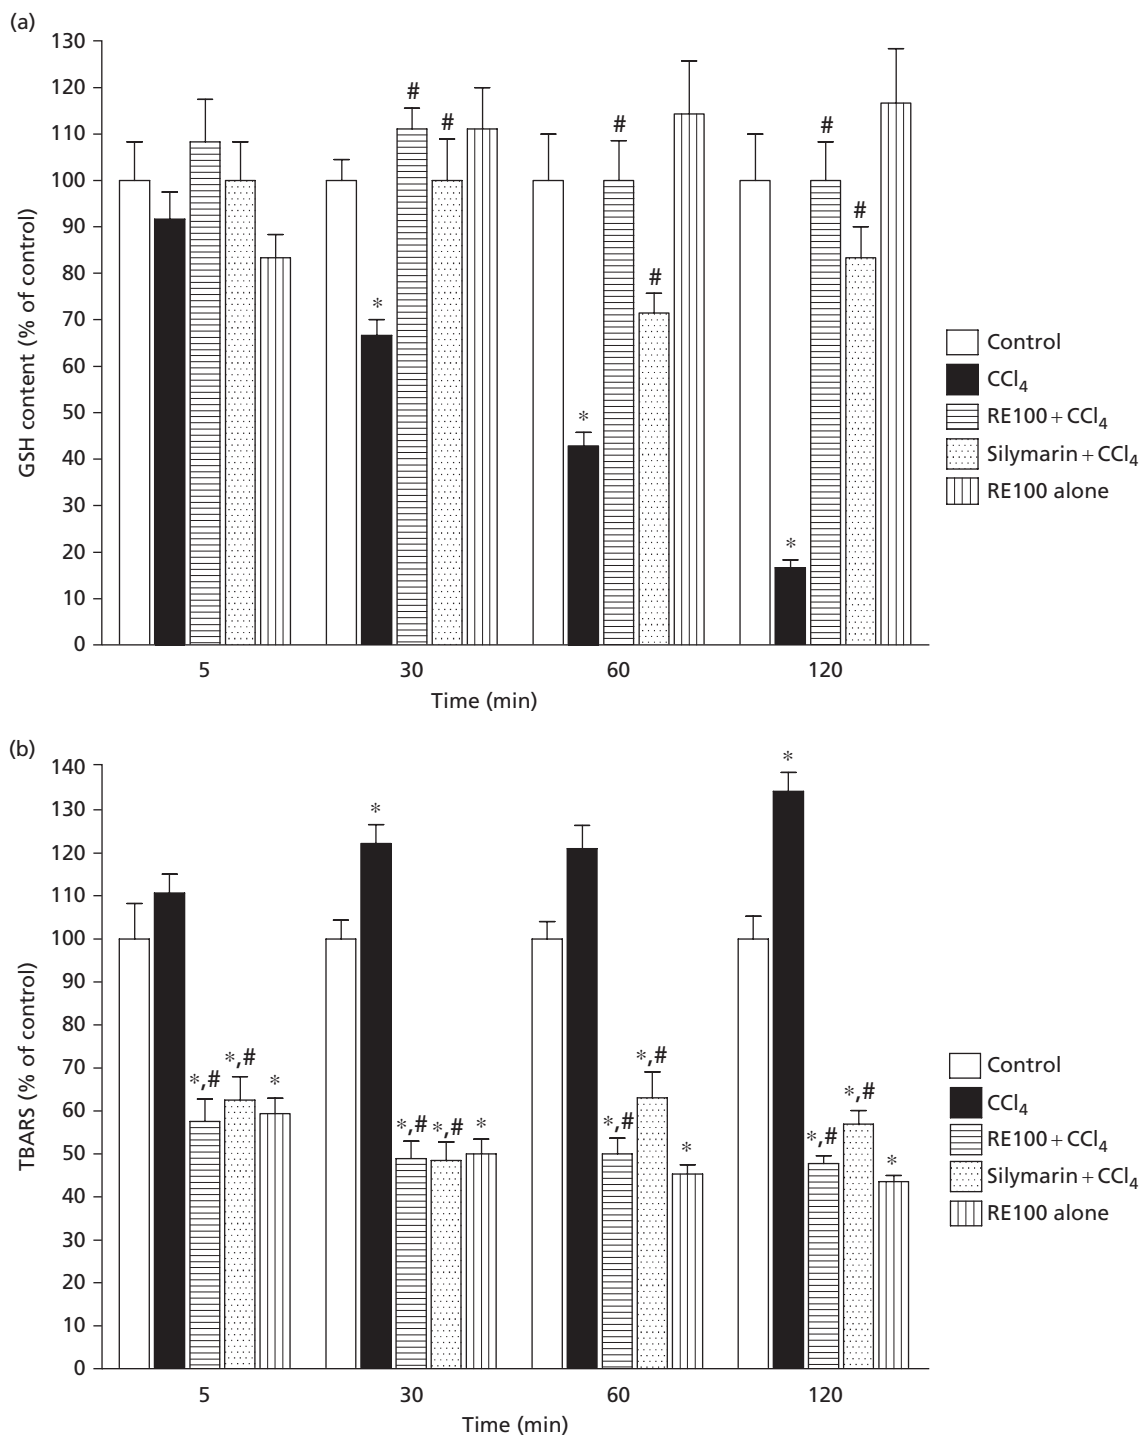 (a)
130
120
110
100
90
80
70
60
50
40
30
20
10
0
GSH content (% of control)
# #
* # #
* # #
*
5 30 60 120
Time (min)
Control
CCl4
RE100 + CCl4
Silymarin + CCl4
RE100 alone
(b)
140
130
120
110
100
90
80
70
60
50
40
30
20
10
0
TBARS (% of control)
*,# *,# *
* *,# *,# *
*,# *,# *
* *,# *,# *
5 30 60 120
Time (min)
Control
CCl4
RE100 + CCl4
Silymarin + CCl4
RE100 alone